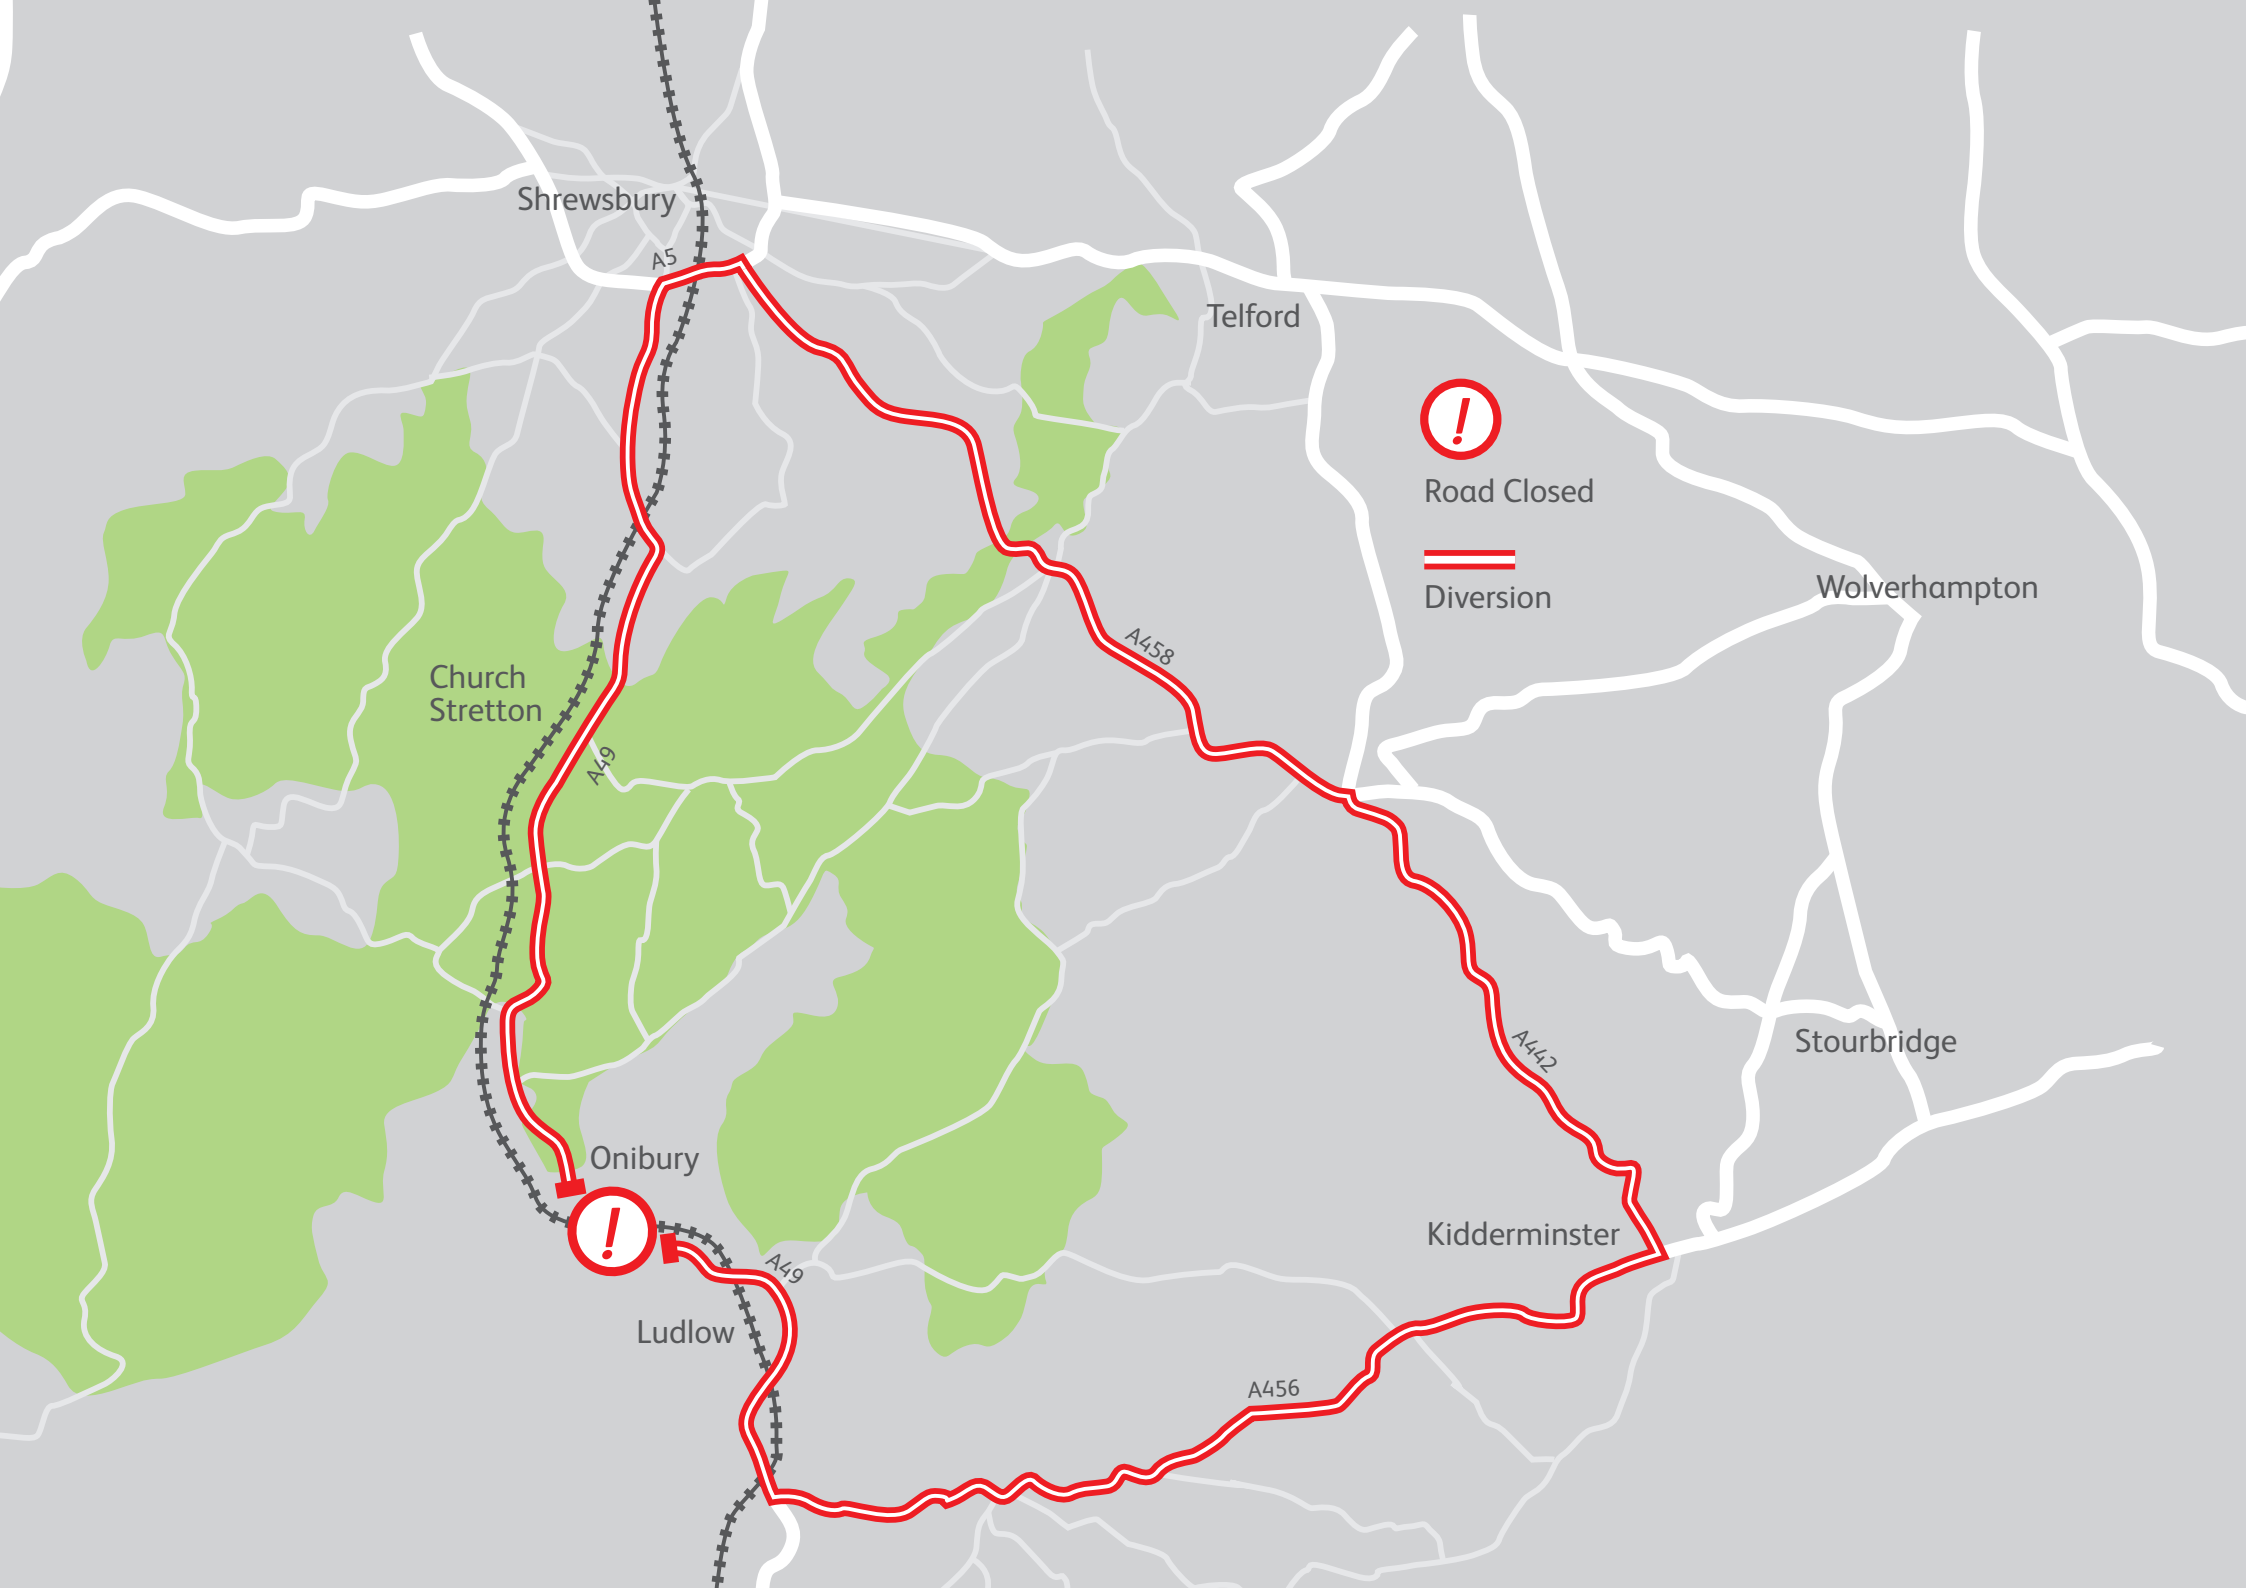 Shrewsbury
A5
Telford
!
Road Closed
Diversion
Wolverhampton
A458
Church
Stretton
A49
A442
Stourbridge
Onibury
!
Kidderminster
A49
Ludlow
A456